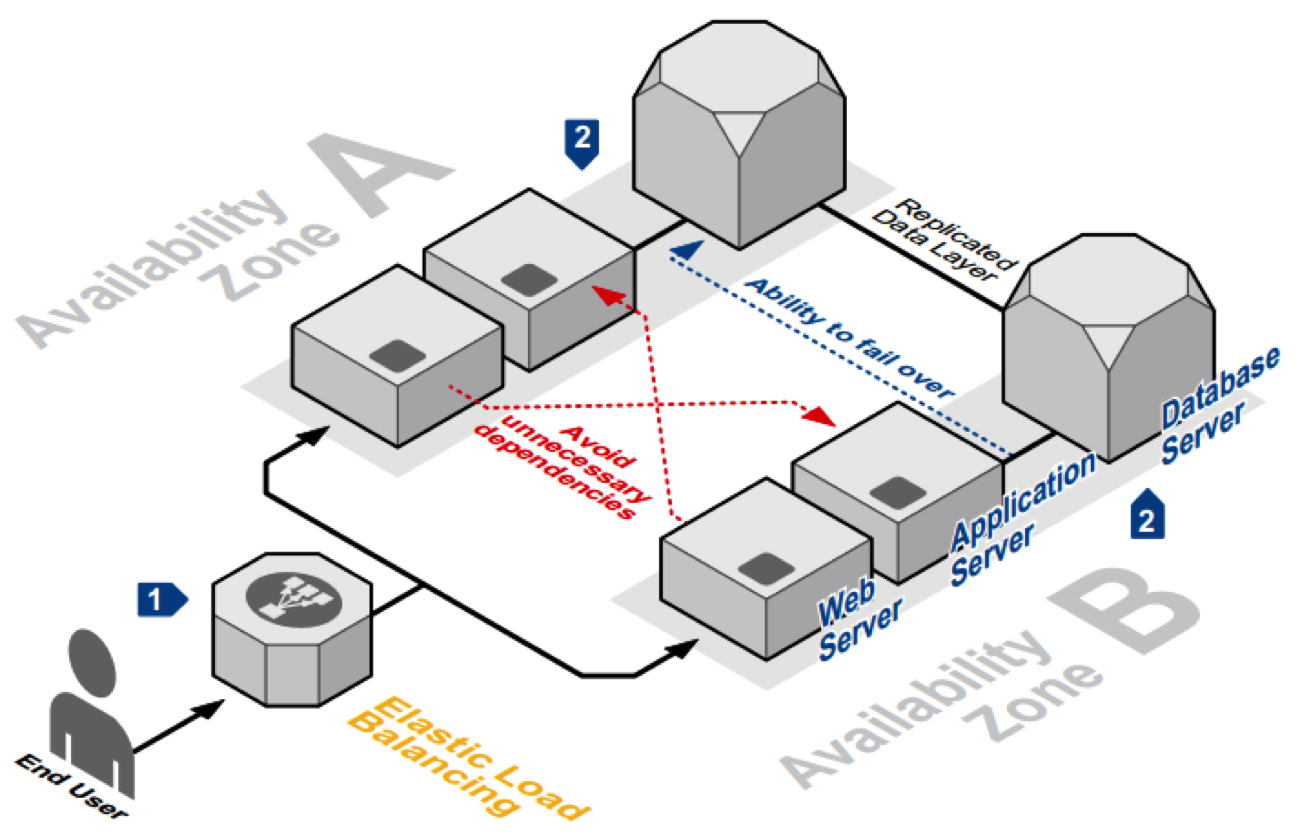 2
Availability
Zone
A
Replicated
Data Layer
Ability to fail over
Avoid
unnecessary
dependencies
Database
Server
Application
Server
2
Web
Server
1
Availability
Zone
B
Elastic Load
Balancing
End User